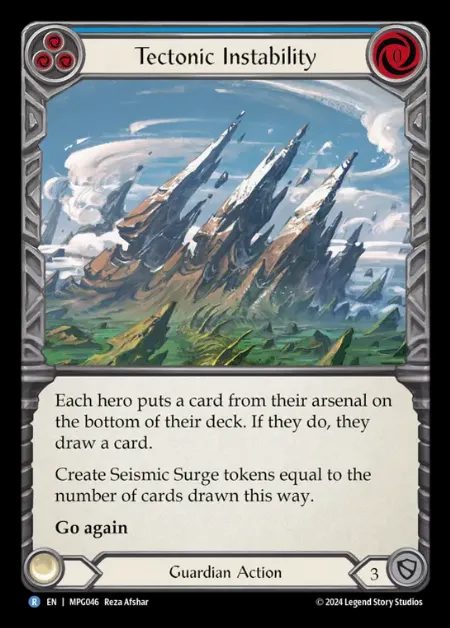 Tectonic Instability
0
Each hero puts a card from their arsenal on
the bottom of their deck. If they do, they
draw a card.
Create Seismic Surge tokens equal to the
number of cards drawn this way.
Go again
Guardian Action
3
R EN | MPG046 Reza Afshar
© 2024 Legend Story Studios